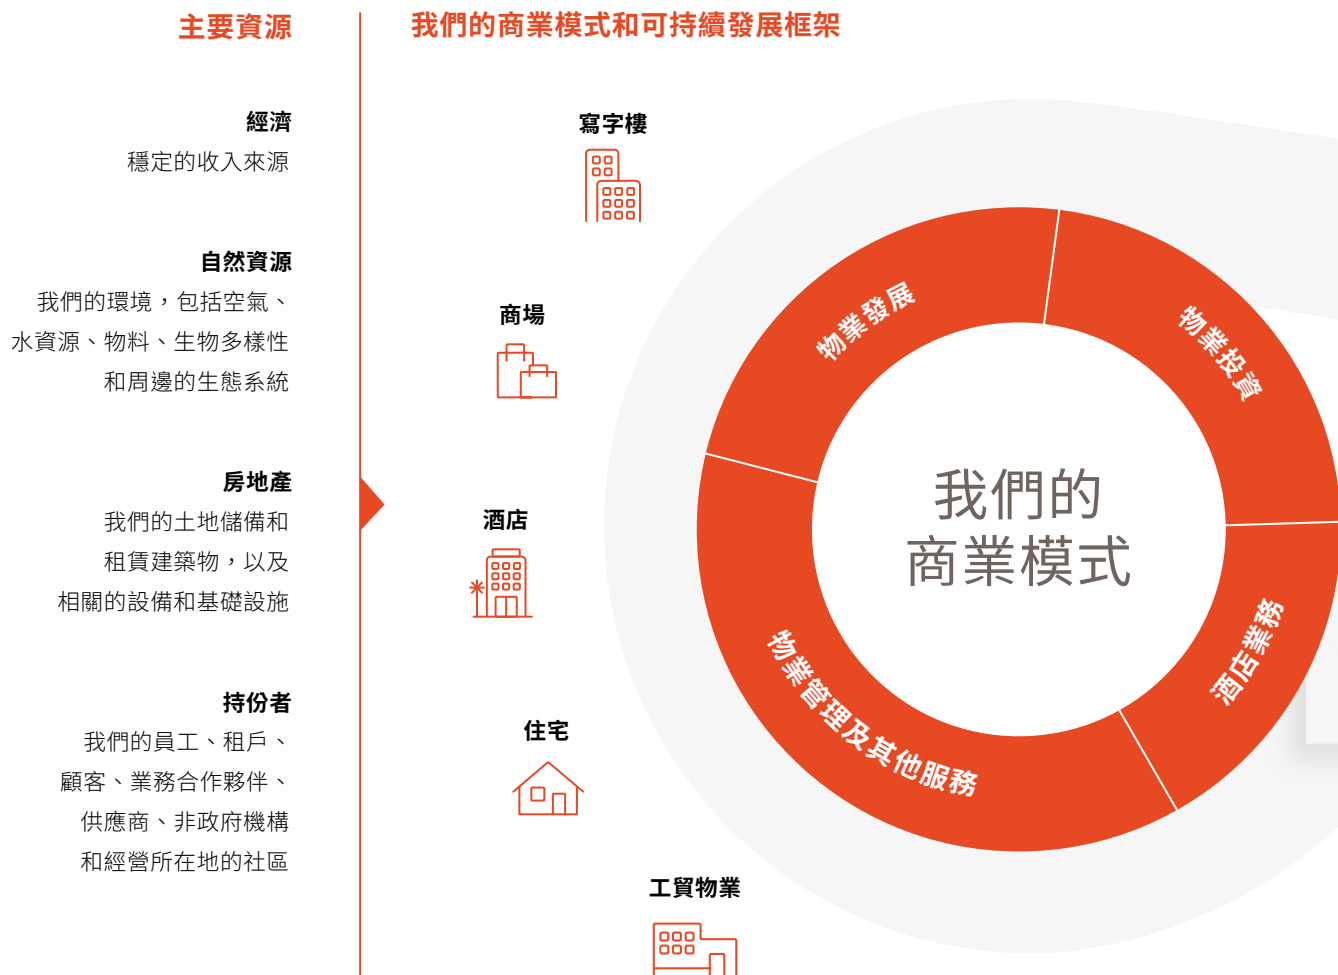 主要資源
經濟
穩定的收入來源
自然資源
我們的環境，包括空氣、
水資源、物料、生物多樣性
和周邊的生態系統
房地產
我們的土地儲備和
租賃建築物，以及
相關的設備和基礎設施
持份者
我們的員工、租戶、
顧客、業務合作夥伴、
供應商、非政府機構
和經營所在地的社區
我們的商業模式和可持續發展框架
寫字樓
商場
酒店
住宅
工貿物業
物業發展
物業投資
酒店業務
物業管理及其他服務
我們的
商業模式